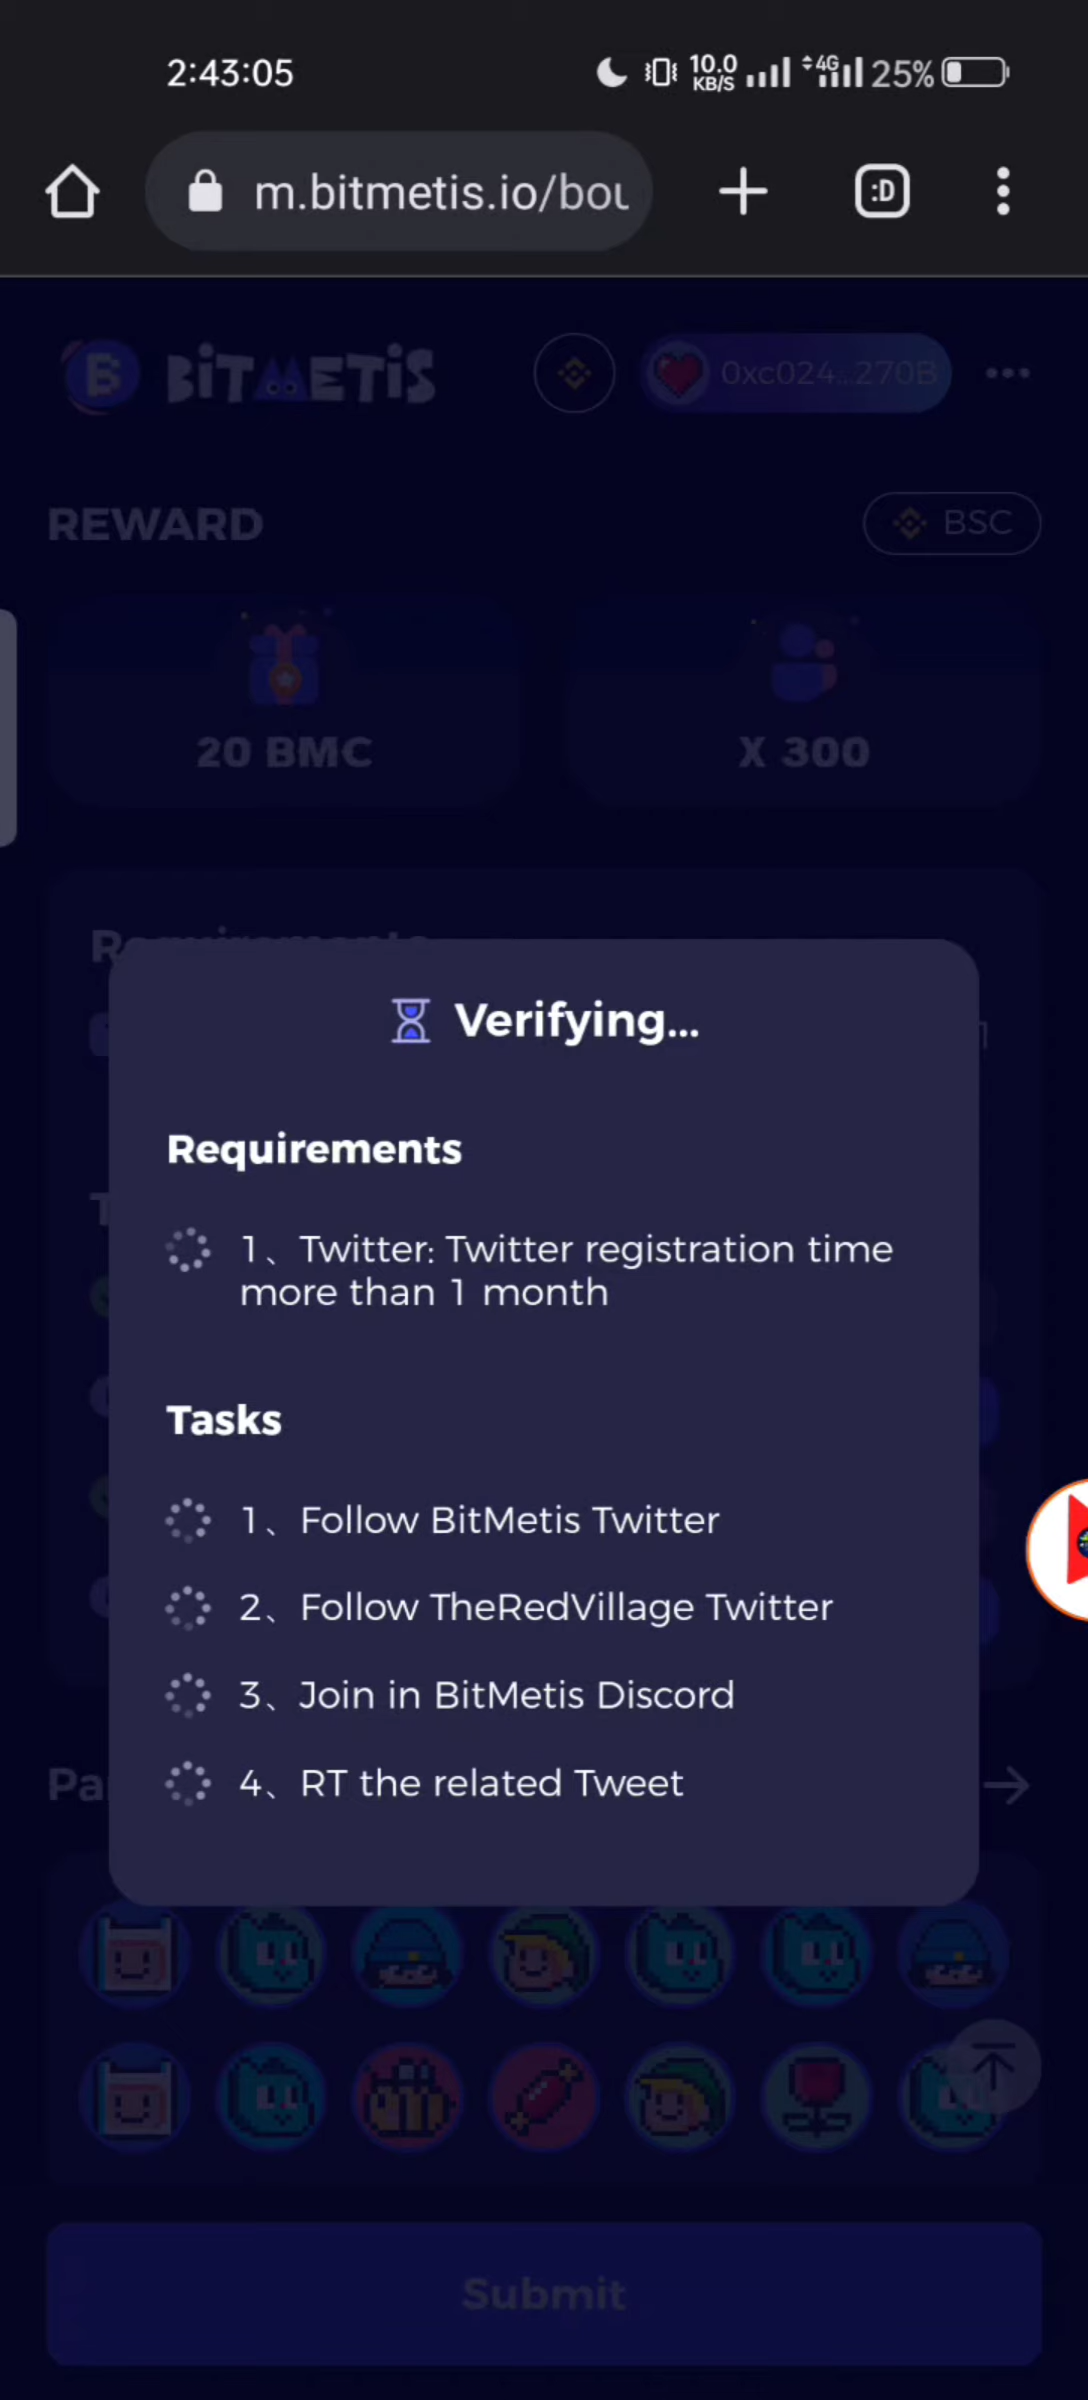 2:43:05
10.0
KB/S
4G
25%
m.bitmetis.io/bou
:D
B
BiTMETiS
0xc024...270B
REWARD
BSC
20 BMC
X 300
Requirements
Verifying...
Requirements
1、Twitter: Twitter registration time
more than 1 month
Tasks
1、Follow BitMetis Twitter
2、Follow TheRedVillage Twitter
3、Join in BitMetis Discord
4、RT the related Tweet
Submit